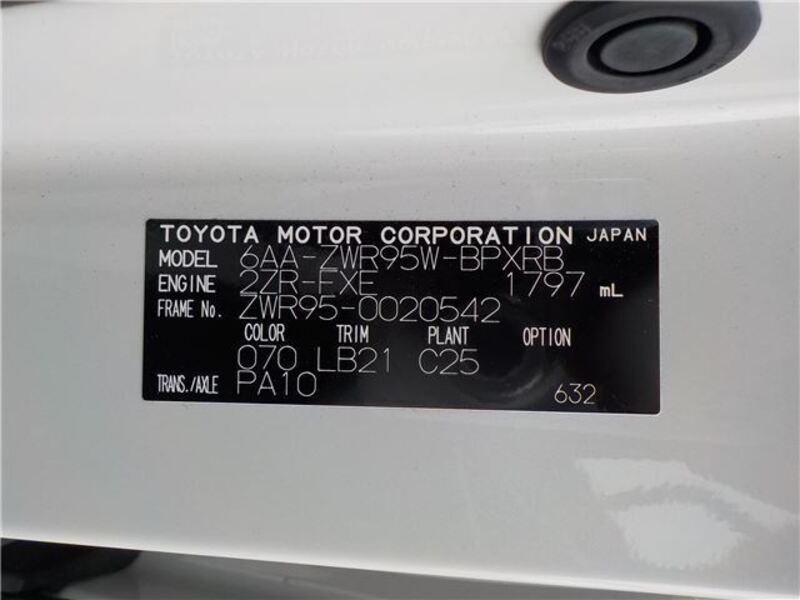 TOYOTA MOTOR CORPORATION JAPAN
MODEL 6AA-ZWR95W-BPXRB
ENGINE 2ZR-FXE 1797 mL
FRAME No. ZWR95-0020542
COLOR TRIM PLANT OPTION
070 LB21 C25
TRANS./AXLE PA10 632